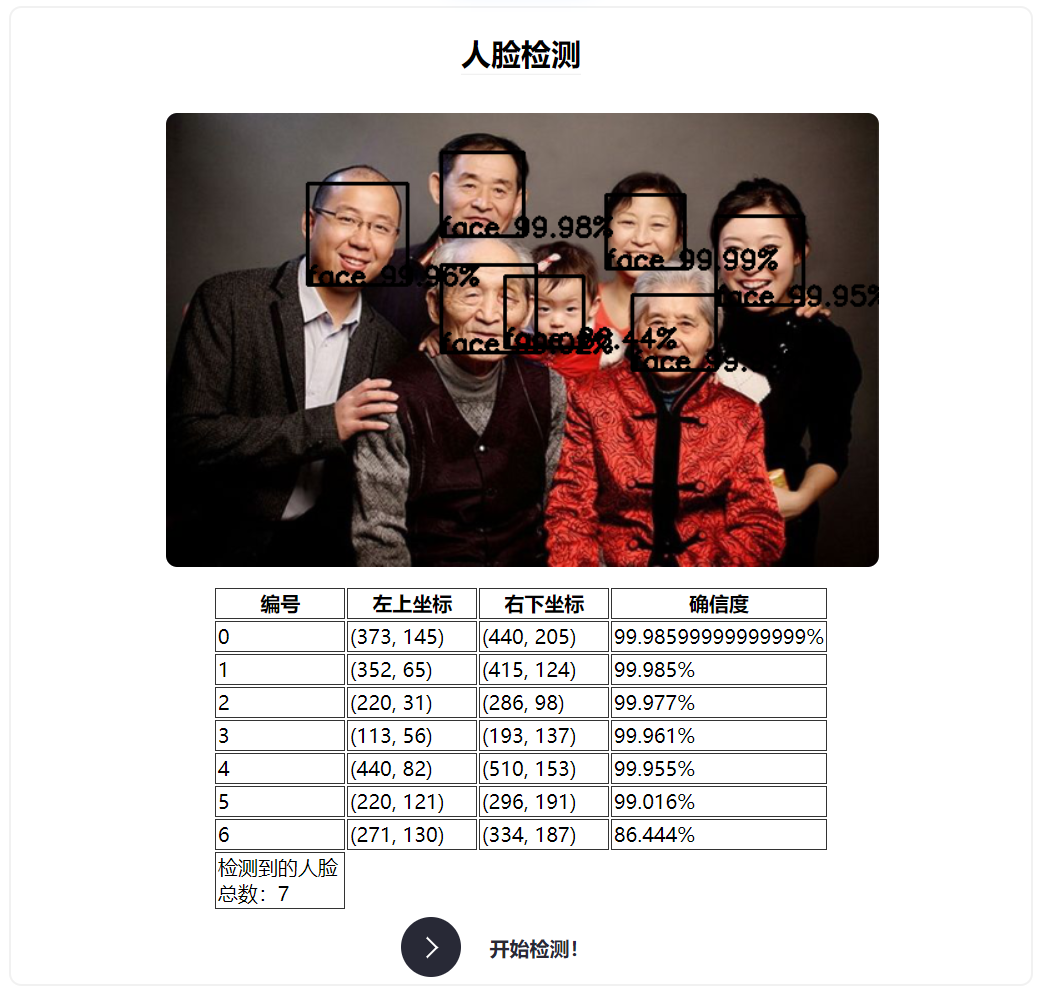 人脸检测
face 99.98%
face 99.96%
face 99.99%
face 99.95%
face
face
face 99.
编号 左上坐标 右下坐标 确信度
0 (373, 145) (440, 205) 99.98599999999999%
1 (352, 65) (415, 124) 99.985%
2 (220, 31) (286, 98) 99.977%
3 (113, 56) (193, 137) 99.961%
4 (440, 82) (510, 153) 99.955%
5 (220, 121) (296, 191) 99.016%
6 (271, 130) (334, 187) 86.444%
检测到的人脸
总数：7
开始检测!